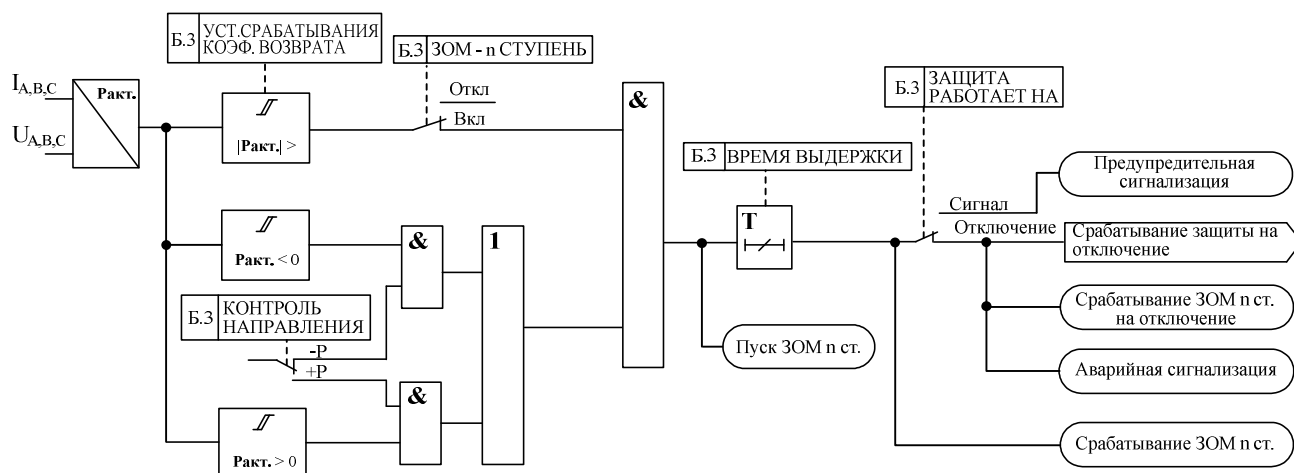 Б.3
УСТ.СРАБАТЫВАНИЯ
КОЭФ. ВОЗВРАТА
IA,B,C
UA,B,C
Ракт.
|Ракт.| >
Б.3
ЗОМ - n СТУПЕНЬ
Откл
Вкл
&
Б.3
ЗАЩИТА
РАБОТАЕТ НА
Б.3
ВРЕМЯ ВЫДЕРЖКИ
Предупредительная
сигнализация
Сигнал
Отключение
Срабатывание защиты на
отключение
T
Ракт. < 0
&
1
Б.3
КОНТРОЛЬ
НАПРАВЛЕНИЯ
-P
+P
&
Ракт. > 0
Пуск ЗОМ n ст.
Срабатывание ЗОМ n ст.
на отключение
Аварийная сигнализация
Срабатывание ЗОМ n ст.